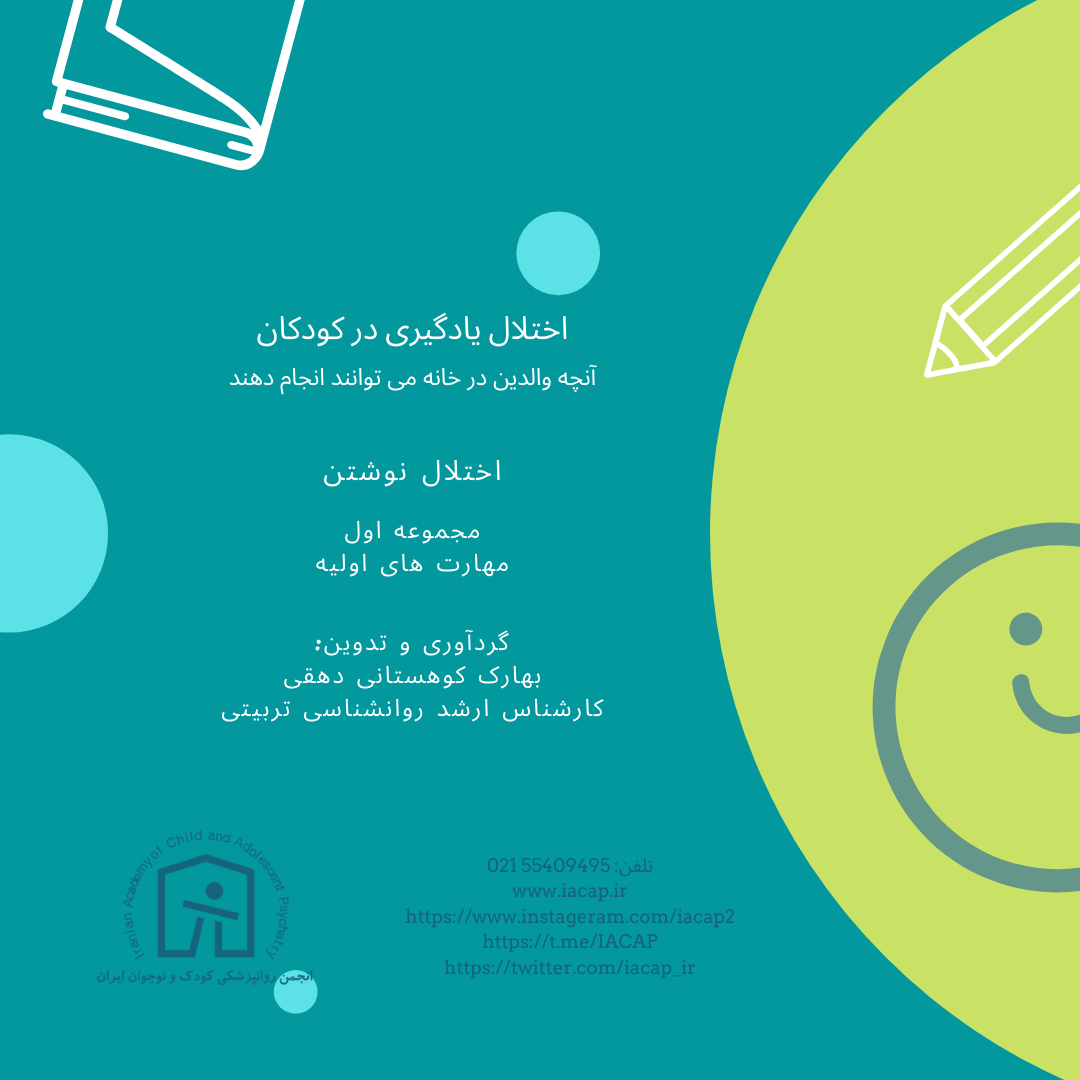 اختلال یادگیری در کودکان
آنچه والدین در خانه می توانند انجام دهند
اختلال نوشتن
مجموعه اول
مهارت های اولیه
گردآوری و تدوین:
بهارک کوهستانی دهقی
کارشناس ارشد روانشناسی تربیتی
Iranian Academy of Child and Adolescent Psychiatry
انجمن روانپزشکی کودک و نوجوان ایران
تلفن: 55409495 021
www.iacap.ir
https://www.instageram.com/iacap2
https://t.me/IACAP
https://twitter.com/iacap_ir